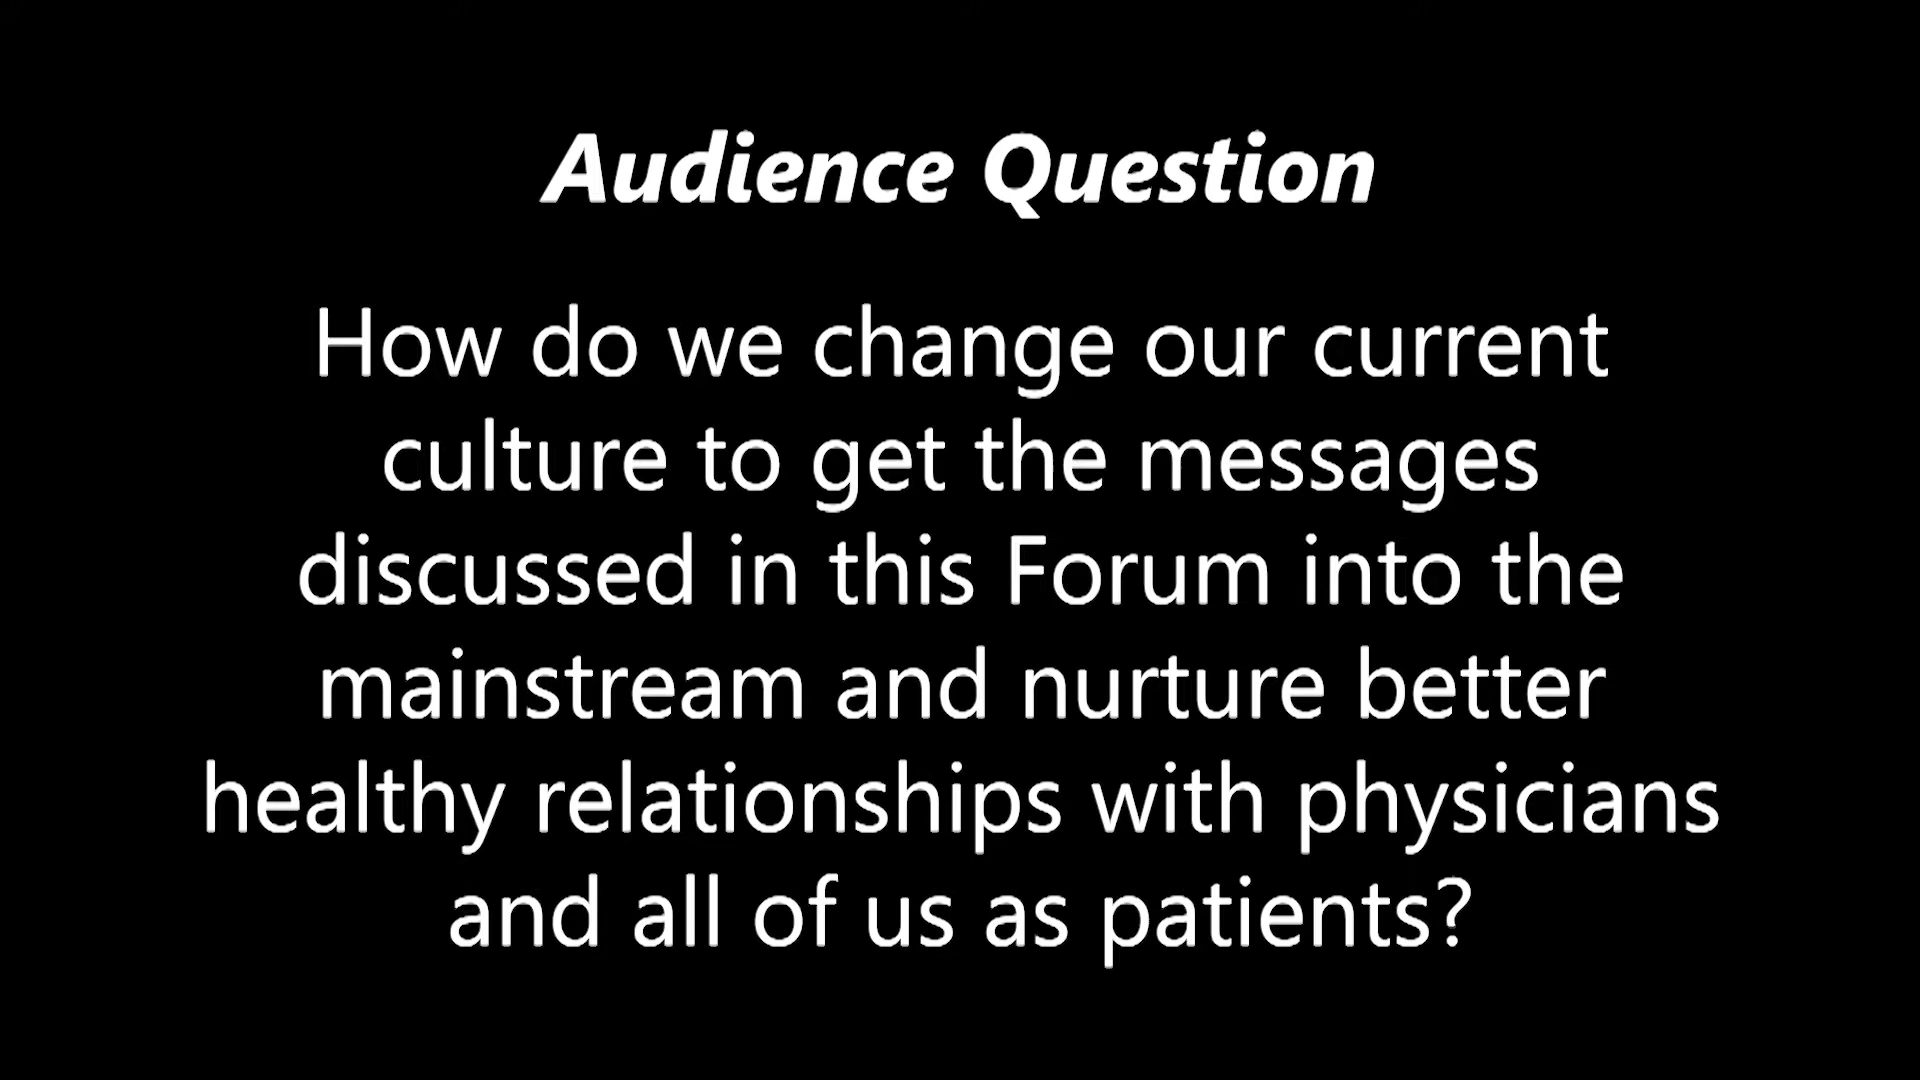 Audience Question
How do we change our current
culture to get the messages
discussed in this Forum into the
mainstream and nurture better
healthy relationships with physicians
and all of us as patients?